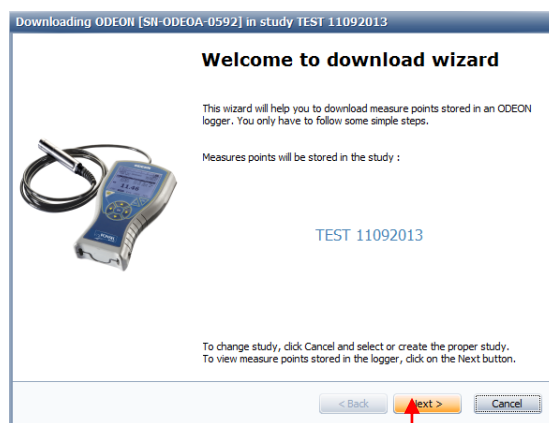 Downloading ODEON [SN-ODEOA-0592] in study TEST 11092013
Welcome to download wizard
This wizard will help you to download measure points stored in an ODEON
logger. You only have to follow some simple steps.
Measures points will be stored in the study :
11.46
TEST 11092013
To change study, click Cancel and select or create the proper study.
To view measure points stored in the logger, click on the Next button.
< Back
Next >
Cancel